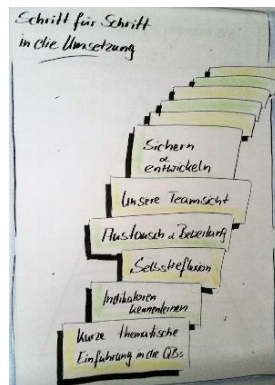 Schritt für Schritt
in die Umsetzung
Sichern
&
entwickeln
Unsere Teamsicht
Austausch & Bewertung
Selbstreflexion
Indikatoren
kennenlernen
Kurze thematische
Einführung in die QBs